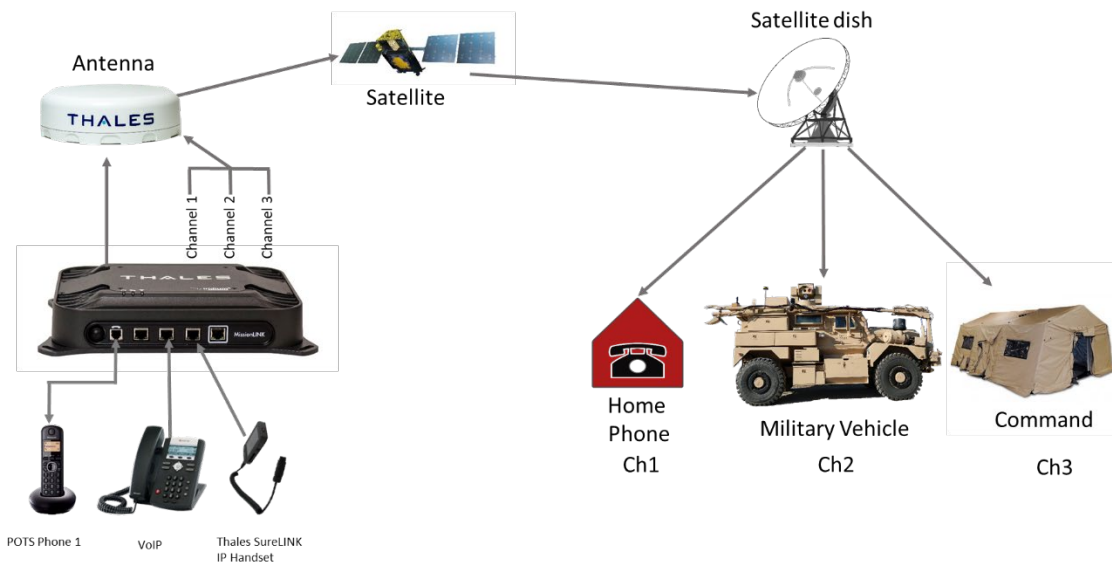 Satellite dish
Antenna
THALES
Satellite
Channel 1
Channel 2
Channel 3
THALES
MissionLINK
Home
Phone
Ch1
Military Vehicle
Ch2
Command
Ch3
POTS Phone 1
VoIP
Thales SureLINK
IP Handset